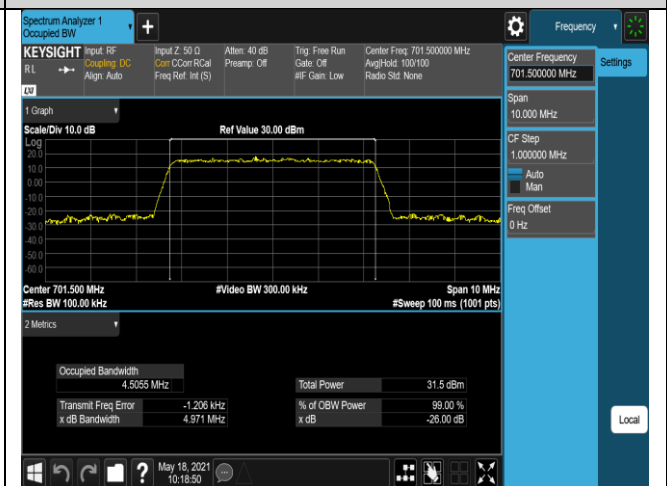 Spectrum Analyzer 1
Occupied BW
+
Frequency
KEYSIGHT
RL
LXI
Input: RF
Coupling: DC
Align: Auto
Input Z: 50 Ω
Corr CCorr RCal
Freq Ref: Int (S)
Atten: 40 dB
Preamp: Off
Trig: Free Run
Gate: Off
#IF Gain: Low
Center Freq: 701.500000 MHz
Avg|Hold: 100/100
Radio Std: None
Center Frequency
701.500000 MHz
Settings
Span
10.000 MHz
CF Step
1.000000 MHz
Auto
Man
Freq Offset
0 Hz
Local
1 Graph
Scale/Div 10.0 dB
Ref Value 30.00 dBm
Log
20.0
10.0
0.00
-10.0
-20.0
-30.0
-40.0
-50.0
-60.0
Center 701.500 MHz
#Video BW 300.00 kHz
Span 10 MHz
#Res BW 100.00 kHz
#Sweep 100 ms (1001 pts)
2 Metrics
Occupied Bandwidth
4.5055 MHz
Total Power 31.5 dBm
Transmit Freq Error -1.206 kHz
% of OBW Power 99.00 %
x dB Bandwidth 4.971 MHz
x dB -26.00 dB
?
May 18, 2021
10:18:50